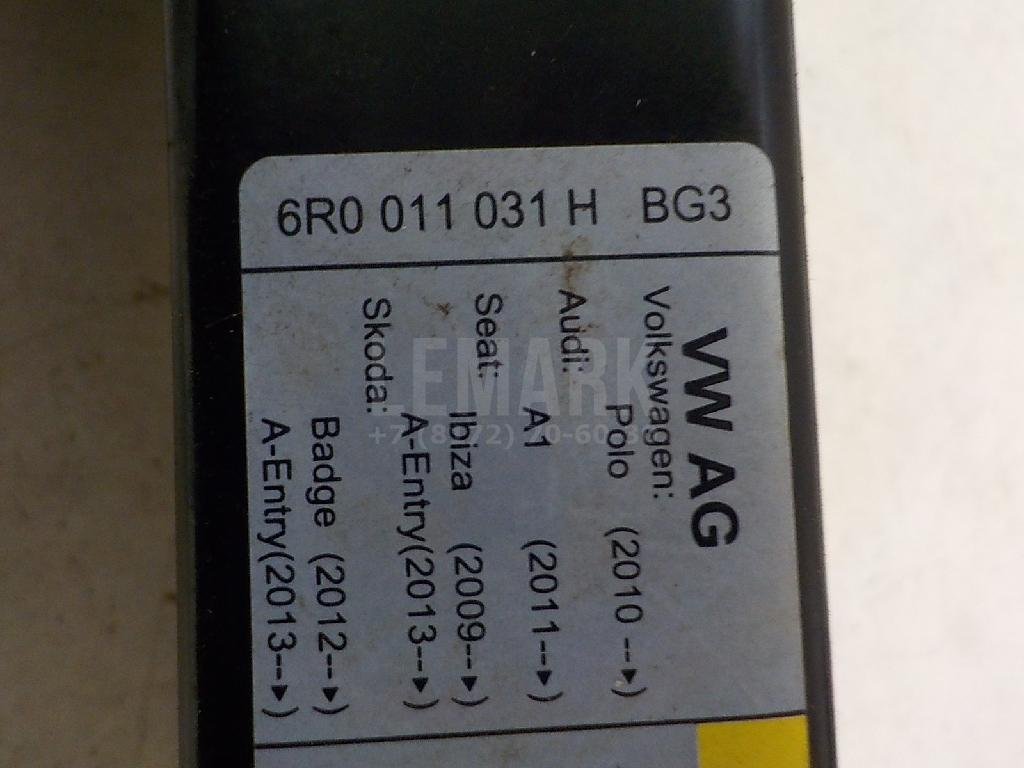 6R0 011 031 H BG3
VW AG
Volkswagen:
Polo (2010 --►)
Audi:
A1 (2011--►)
Seat:
Ibiza (2009--►)
A-Entry(2013--►)
Skoda:
Badge (2012--►)
A-Entry(2013--►)
LEMARK